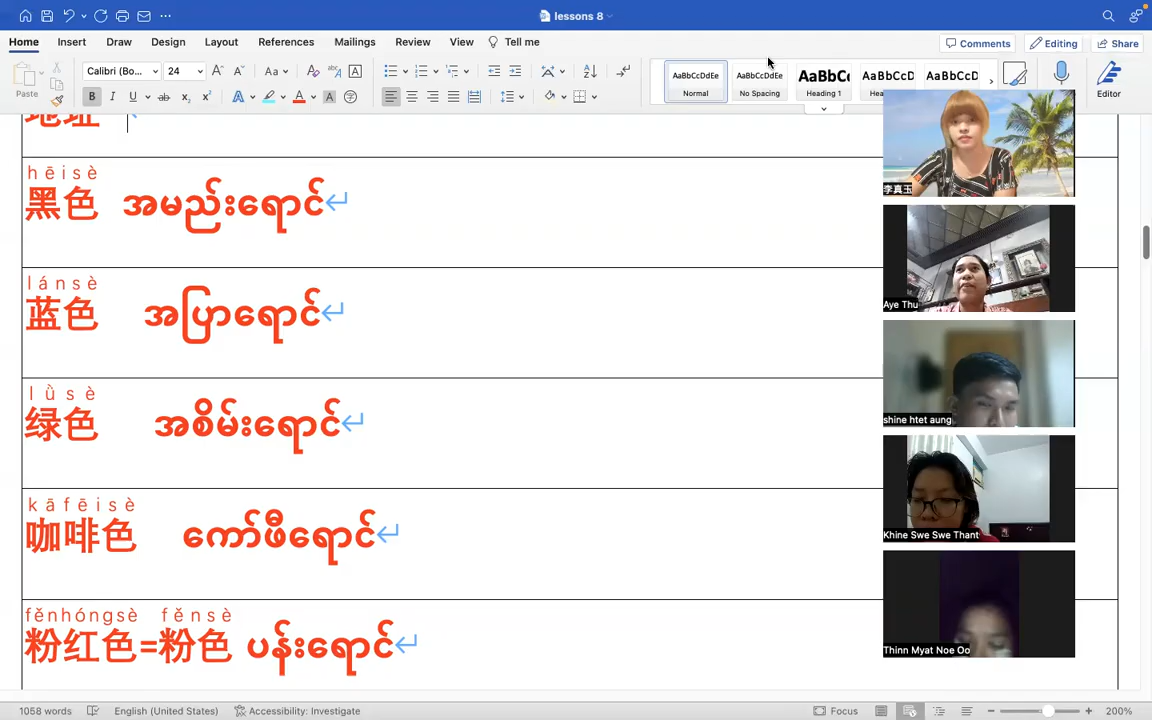 lessons 8
Home Insert Draw Design Layout References Mailings Review View Tell me Comments Editing Share
Paste Calibri (Bo... 24 Aa AaBbCcDdEe Normal AaBbCcDdEe No Spacing AaBbC Heading 1 AaBbCcD AaBbCcD Editor
hēisè
黑色 အမည်းရောင်
lánsè
蓝色 အပြာရောင်
lǜsè
绿色 အစိမ်းရောင်
kāfēisè
咖啡色 ကော်ဖီရောင်
fěnhóngsè fěnsè
粉红色=粉色 ပန်းရောင်
李真玉
Aye Thu
shine htet aung
Khine Swe Swe Thant
Thinn Myat Noe Oo
1058 words English (United States) Accessibility: Investigate Focus 200%